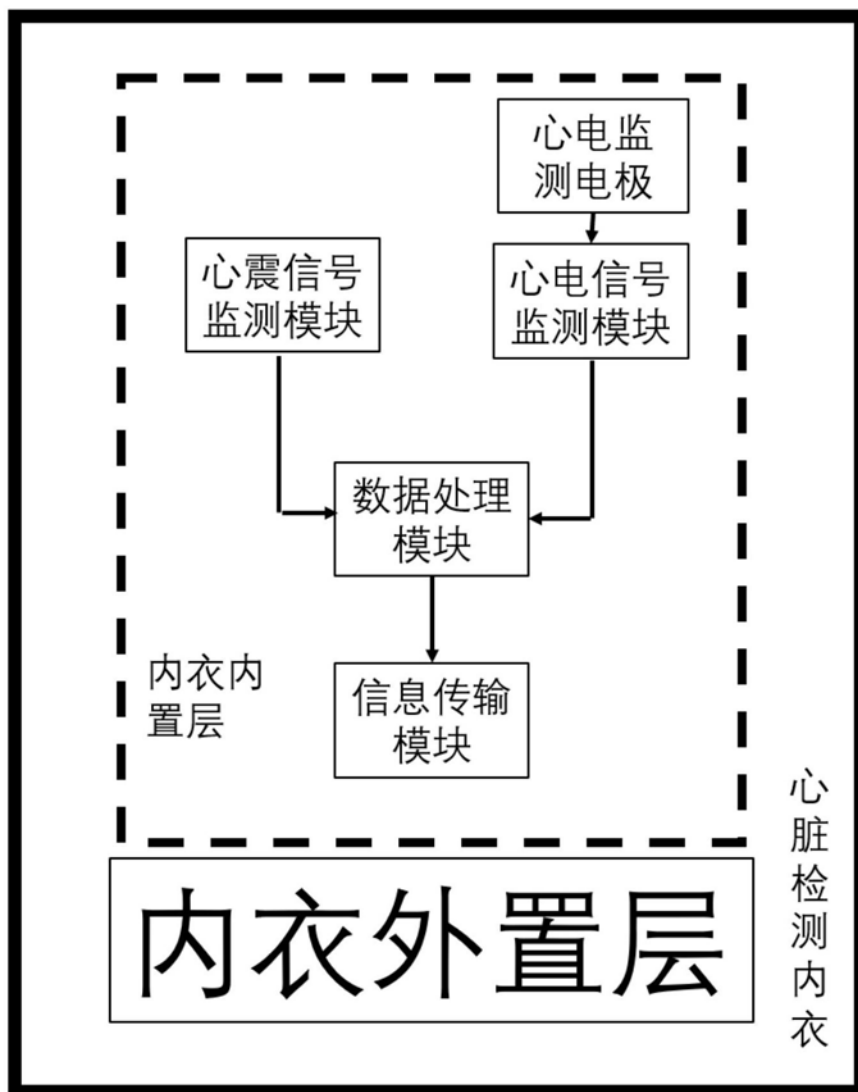 心电监
测电极
心震信号
监测模块
心电信号
监测模块
数据处理
模块
信息传输
模块
内衣内
置层
内衣外置层
心
脏
检
测
内
衣